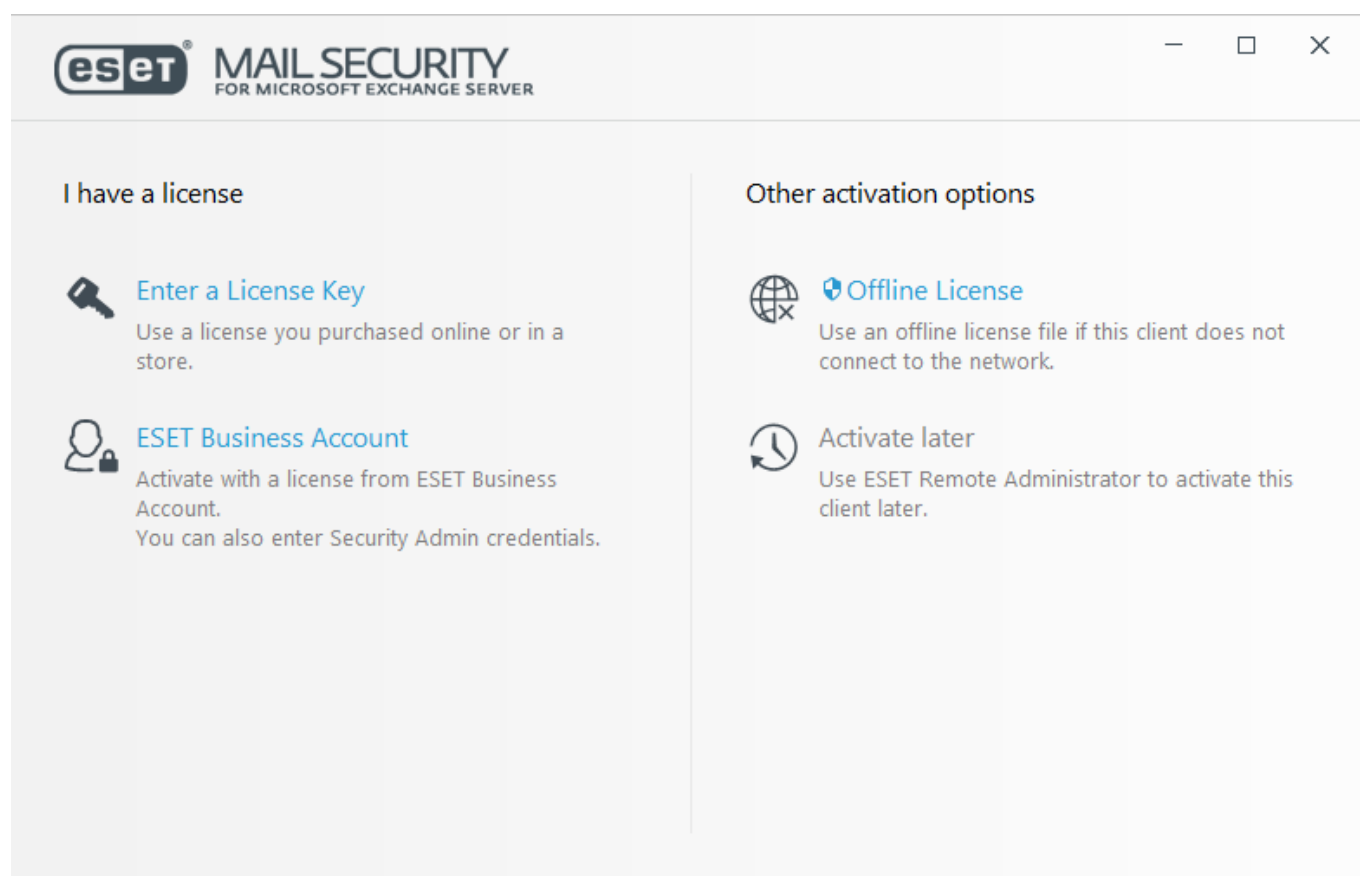 eset® MAIL SECURITY
FOR MICROSOFT EXCHANGE SERVER
I have a license
Enter a License Key
Use a license you purchased online or in a
store.
ESET Business Account
Activate with a license from ESET Business
Account.
You can also enter Security Admin credentials.
Other activation options
Offline License
Use an offline license file if this client does not
connect to the network.
Activate later
Use ESET Remote Administrator to activate this
client later.